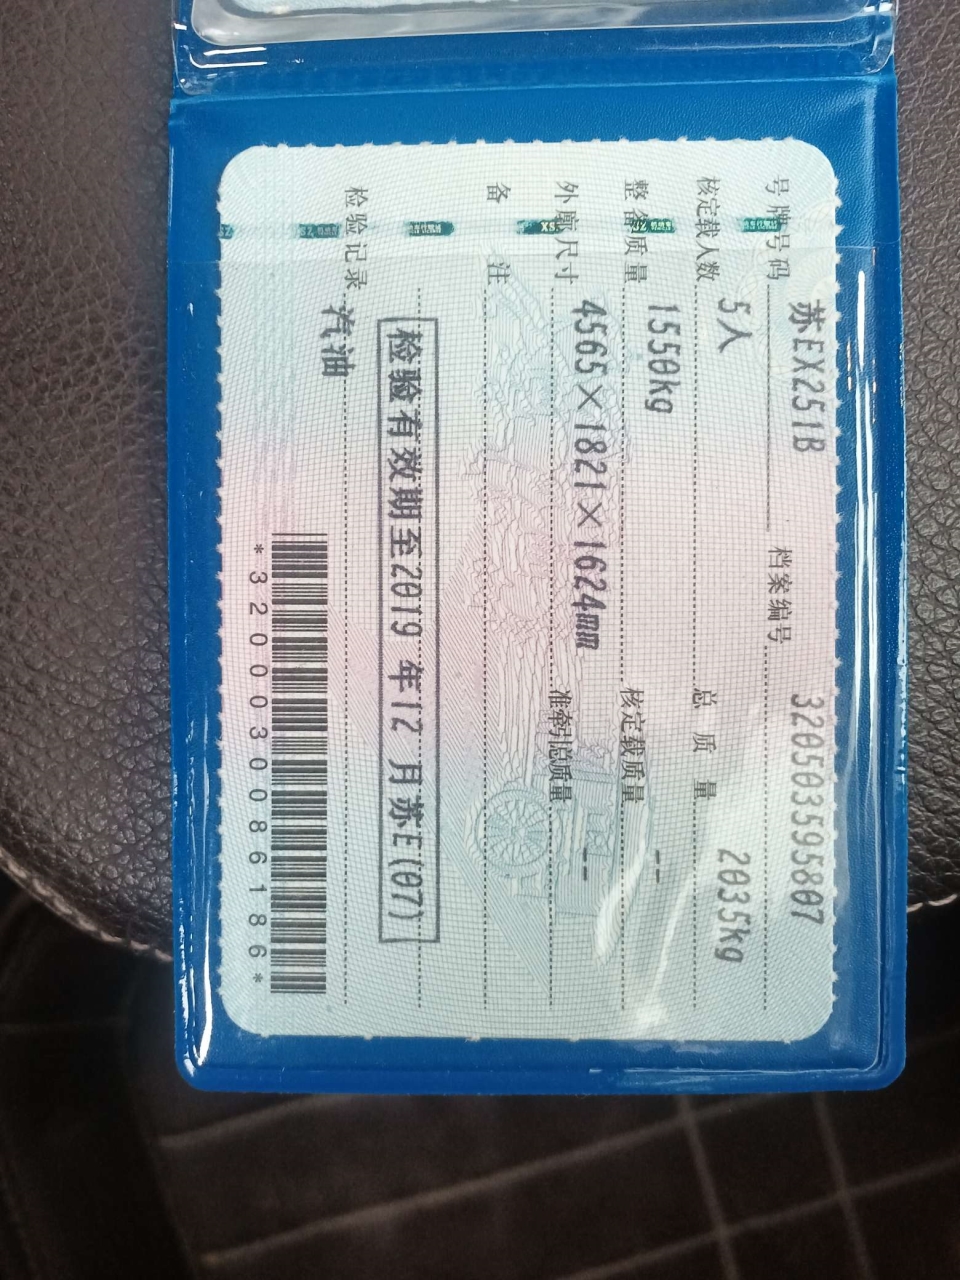 号牌号码 苏EX251B 档案编号 320503595807
核定载人数 5人 总质量 2035kg
整备质量 1550kg 核定载质量 --
外廓尺寸 4565×1821×1624mm 准牵引总质量 --
备注
检验有效期至2019年12月苏E(07)
检验记录 汽油
*3200030086186*